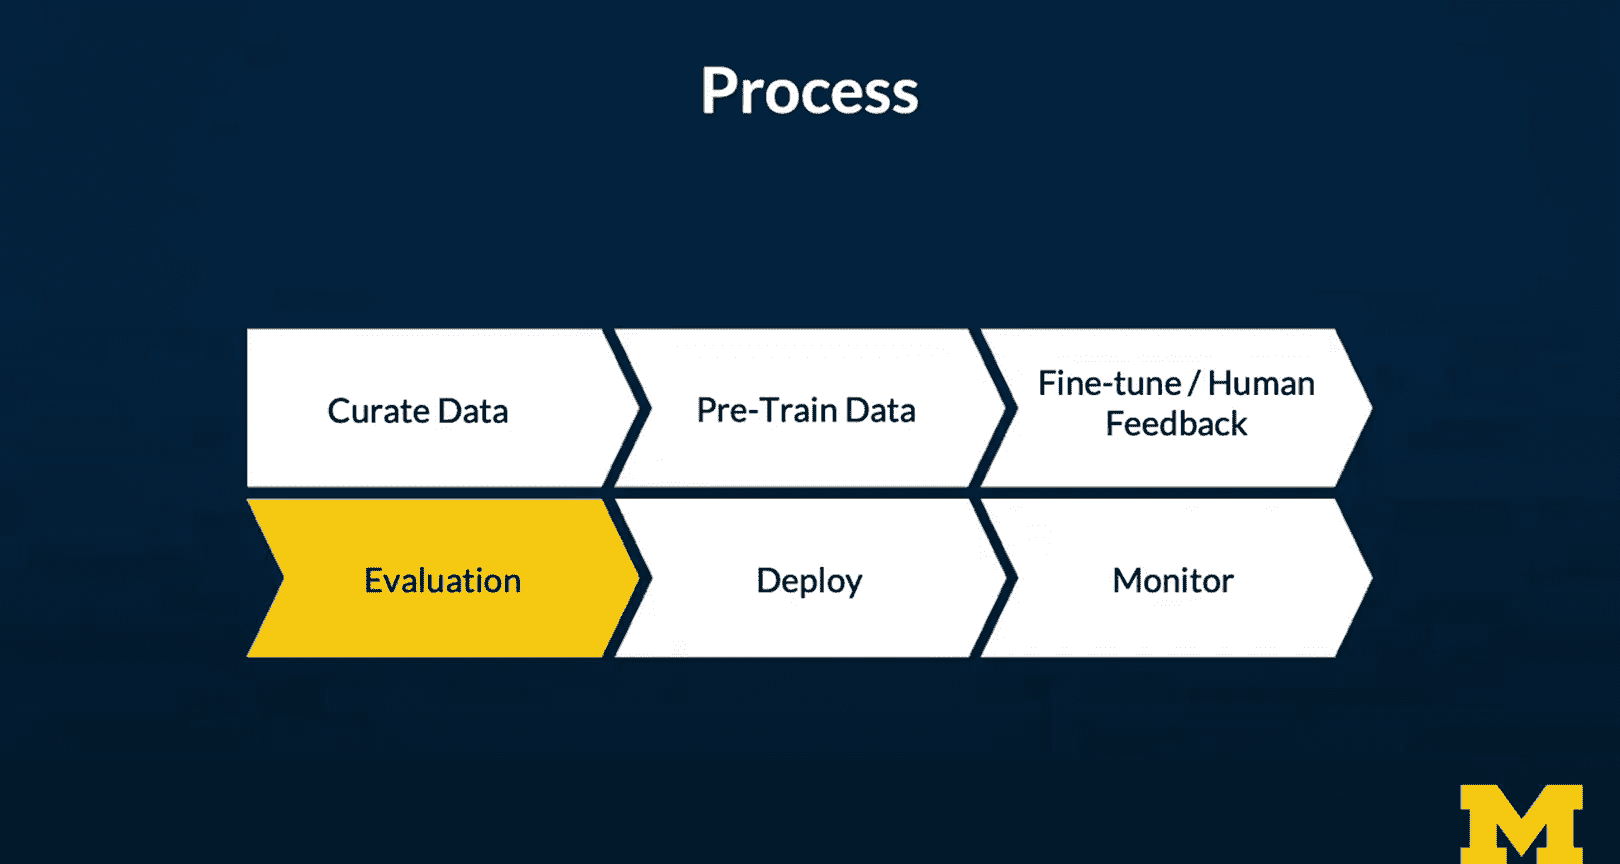 Process
Curate Data
Pre-Train Data
Fine-tune / Human
Feedback
Evaluation
Deploy
Monitor
M